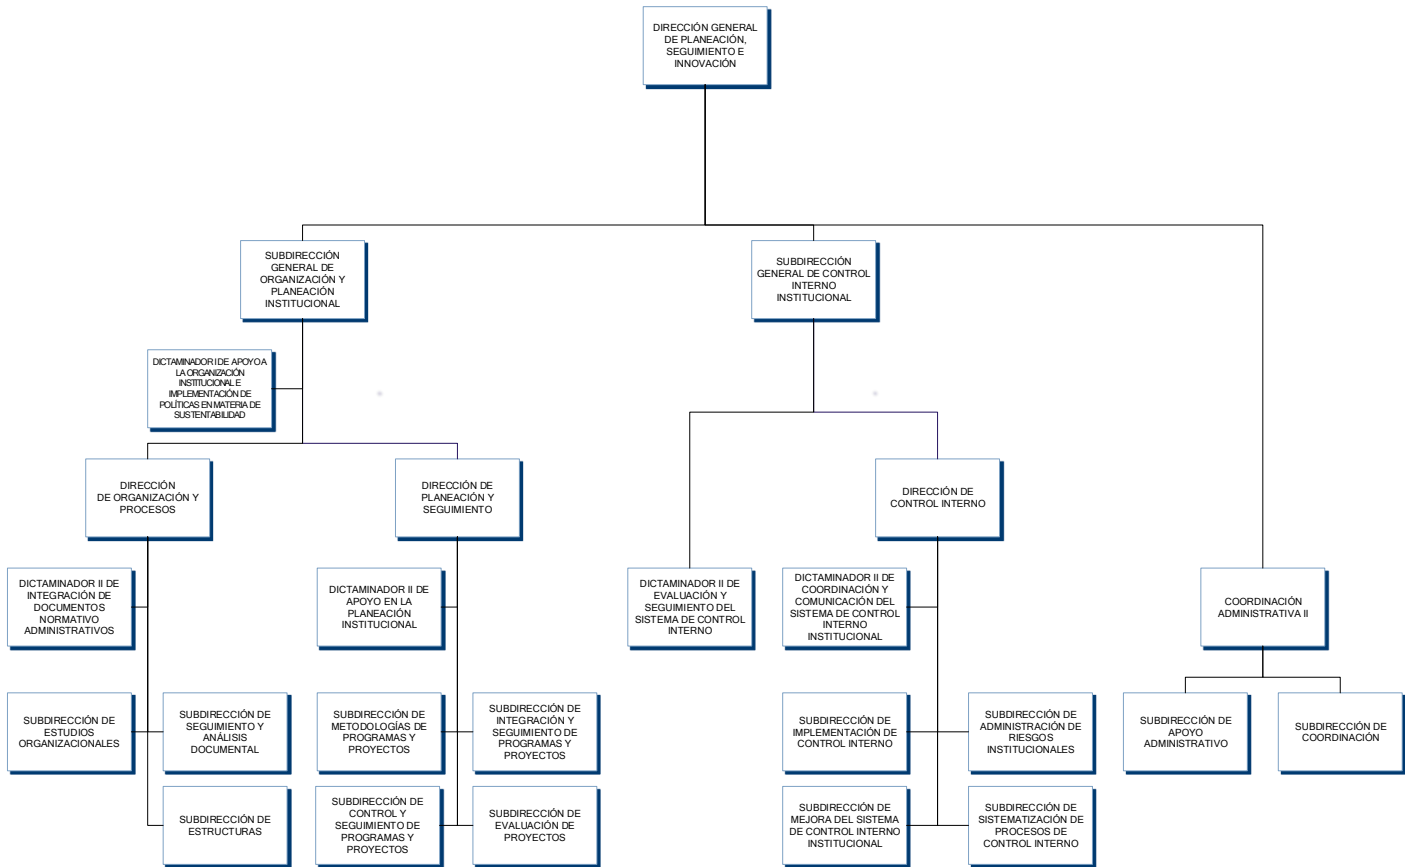 DIRECCIÓN GENERAL
DE PLANEACIÓN,
SEGUIMIENTO E
INNOVACIÓN
SUBDIRECCIÓN
GENERAL DE
ORGANIZACIÓN Y
PLANEACIÓN
INSTITUCIONAL
SUBDIRECCIÓN
GENERAL DE CONTROL
INTERNO
INSTITUCIONAL
DICTAMINADOR I DE APOYO A
LA ORGANIZACIÓN
INSTITUCIONAL E
IMPLEMENTACIÓN DE
POLÍTICAS EN MATERIA DE
SUSTENTABILIDAD
DIRECCIÓN
DE ORGANIZACIÓN Y
PROCESOS
DIRECCIÓN DE
PLANEACIÓN Y
SEGUIMIENTO
DIRECCIÓN DE
CONTROL INTERNO
DICTAMINADOR II DE
INTEGRACIÓN DE
DOCUMENTOS
NORMATIVO
ADMINISTRATIVOS
DICTAMINADOR II DE
APOYO EN LA
PLANEACIÓN
INSTITUCIONAL
DICTAMINADOR II DE
EVALUACIÓN Y
SEGUIMIENTO DEL
SISTEMA DE CONTROL
INTERNO
DICTAMINADOR II DE
COORDINACIÓN Y
COMUNICACIÓN DEL
SISTEMA DE CONTROL
INTERNO
INSTITUCIONAL
COORDINACIÓN
ADMINISTRATIVA II
SUBDIRECCIÓN DE
ESTUDIOS
ORGANIZACIONALES
SUBDIRECCIÓN DE
SEGUIMIENTO Y
ANÁLISIS
DOCUMENTAL
SUBDIRECCIÓN DE
METODOLOGÍAS DE
PROGRAMAS Y
PROYECTOS
SUBDIRECCIÓN DE
INTEGRACIÓN Y
SEGUIMIENTO DE
PROGRAMAS Y
PROYECTOS
SUBDIRECCIÓN DE
IMPLEMENTACIÓN DE
CONTROL INTERNO
SUBDIRECCIÓN DE
ADMINISTRACIÓN DE
RIESGOS
INSTITUCIONALES
SUBDIRECCIÓN DE
APOYO
ADMINISTRATIVO
SUBDIRECCIÓN DE
COORDINACIÓN
SUBDIRECCIÓN DE
ESTRUCTURAS
SUBDIRECCIÓN DE
CONTROL Y
SEGUIMIENTO DE
PROGRAMAS Y
PROYECTOS
SUBDIRECCIÓN DE
EVALUACIÓN DE
PROYECTOS
SUBDIRECCIÓN DE
MEJORA DEL SISTEMA
DE CONTROL INTERNO
INSTITUCIONAL
SUBDIRECCIÓN DE
SISTEMATIZACIÓN DE
PROCESOS DE
CONTROL INTERNO